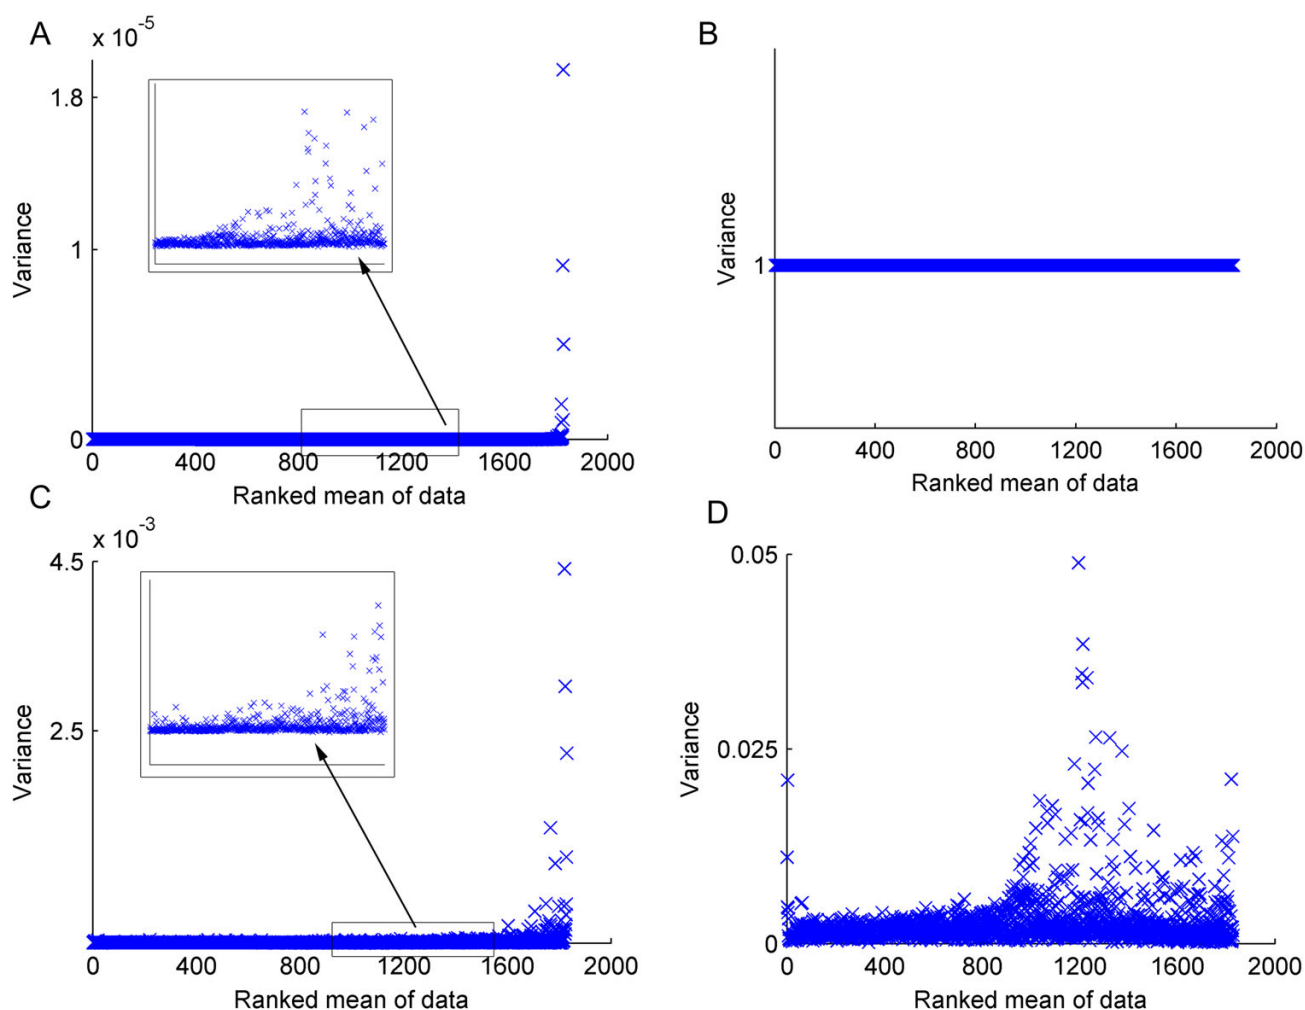 A
x 10-5
1.8
1
0
Variance
0 400 800 1200 1600 2000
Ranked mean of data
B
1
Variance
0 400 800 1200 1600 2000
Ranked mean of data
C
x 10-3
4.5
2.5
0
Variance
0 400 800 1200 1600 2000
Ranked mean of data
D
0.05
0.025
0
Variance
0 400 800 1200 1600 2000
Ranked mean of data